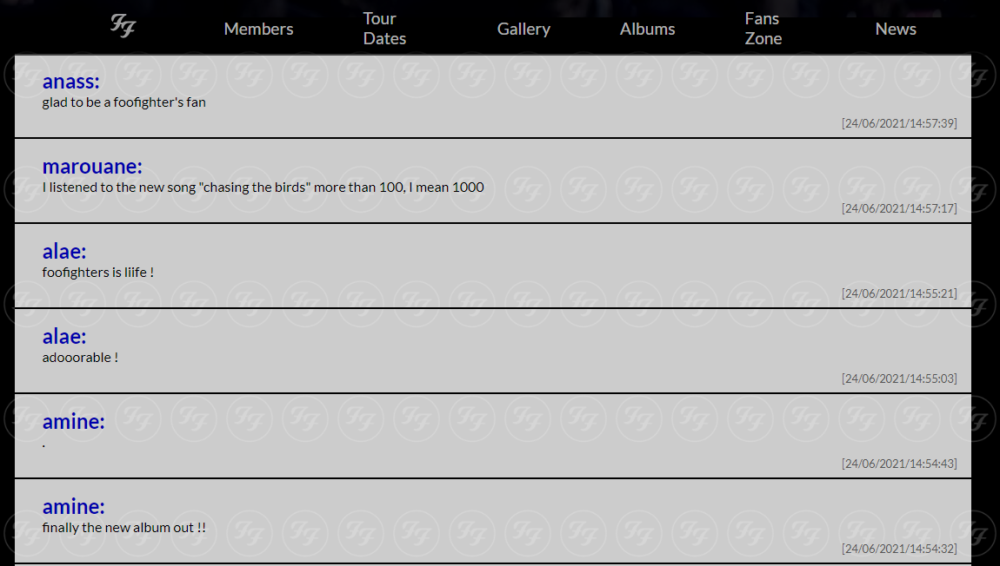 FF
Members
Tour
Dates
Gallery
Albums
Fans
Zone
News
anass:
glad to be a foofighter's fan
[24/06/2021/14:57:39]
marouane:
I listened to the new song "chasing the birds" more than 100, I mean 1000
[24/06/2021/14:57:17]
alae:
foofighters is liife !
[24/06/2021/14:55:21]
alae:
adooorable !
[24/06/2021/14:55:03]
amine:
.
[24/06/2021/14:54:43]
amine:
finally the new album out !!
[24/06/2021/14:54:32]